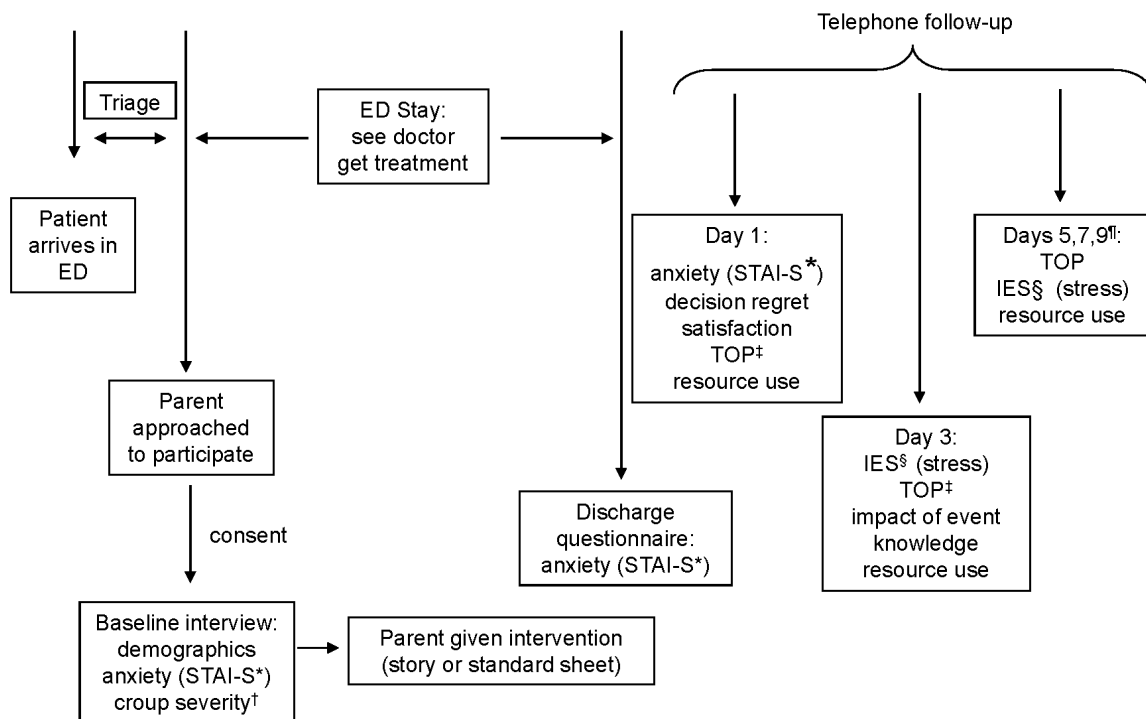 Telephone follow-up
Triage
ED Stay:
see doctor
get treatment
Patient
arrives in
ED
Day 1:
anxiety (STAI-S*)
decision regret
satisfaction
TOP‡
resource use
Days 5,7,9¶:
TOP
IES§ (stress)
resource use
Parent
approached
to participate
Day 3:
IES§ (stress)
TOP‡
impact of event
knowledge
resource use
consent
Discharge
questionnaire:
anxiety (STAI-S*)
Baseline interview:
demographics
anxiety (STAI-S*)
croup severity†
Parent given intervention
(story or standard sheet)